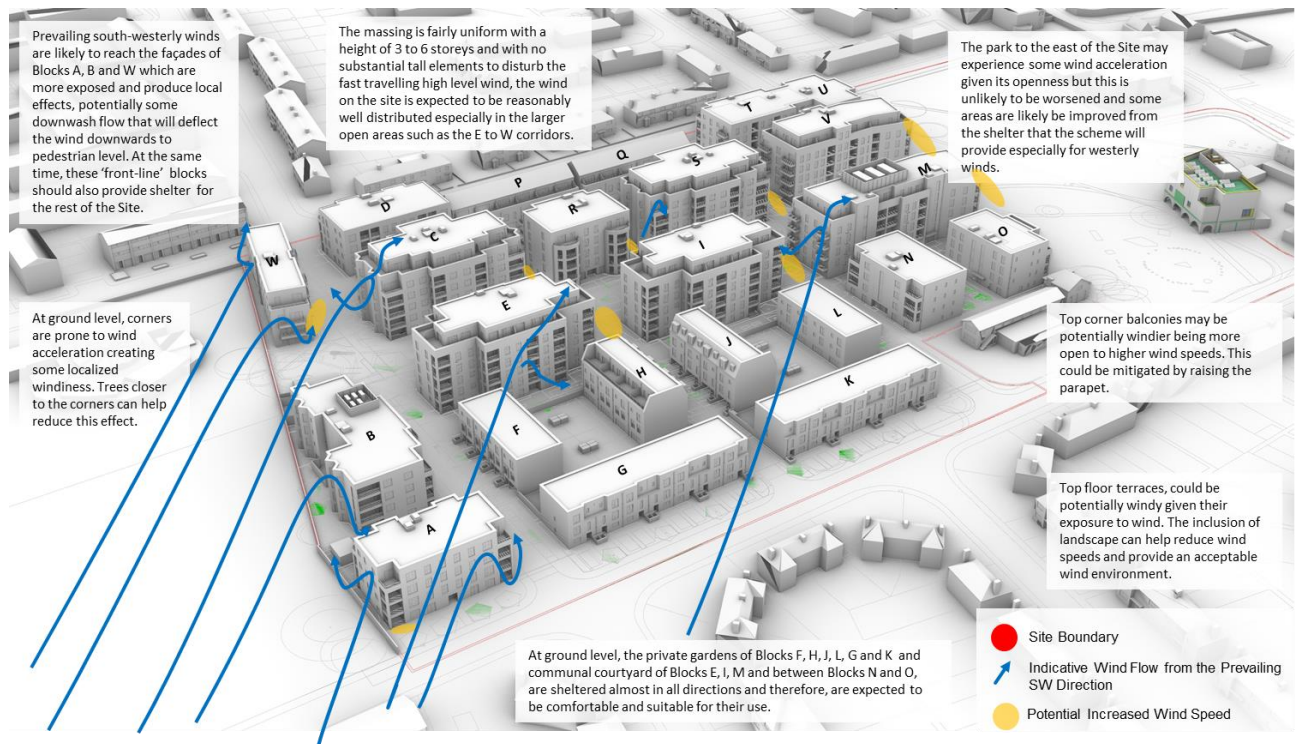 Prevailing south-westerly winds
are likely to reach the façades of
Blocks A, B and W which are
more exposed and produce local
effects, potentially some
downwash flow that will deflect
the wind downwards to
pedestrian level. At the same
time, these ‘front-line’ blocks
should also provide shelter for
the rest of the Site.
The massing is fairly uniform with a
height of 3 to 6 storeys and with no
substantial tall elements to disturb the
fast travelling high level wind, the wind
on the site is expected to be reasonably
well distributed especially in the larger
open areas such as the E to W corridors.
The park to the east of the Site may
experience some wind acceleration
given its openness but this is
unlikely to be worsened and some
areas are likely be improved from
the shelter that the scheme will
provide especially for westerly
winds.
T
U
V
Q
S
P
M
D
R
C
O
I
N
W
E
L
J
H
K
B
F
G
A
At ground level, corners
are prone to wind
acceleration creating
some localized
windiness. Trees closer
to the corners can help
reduce this effect.
Top corner balconies may be
potentially windier being more
open to higher wind speeds. This
could be mitigated by raising the
parapet.
Top floor terraces, could be
potentially windy given their
exposure to wind. The inclusion of
landscape can help reduce wind
speeds and provide an acceptable
wind environment.
At ground level, the private gardens of Blocks F, H, J, L, G and K and
communal courtyard of Blocks E, I, M and between Blocks N and O,
are sheltered almost in all directions and therefore, are expected to
be comfortable and suitable for their use.
Site Boundary
Indicative Wind Flow from the Prevailing
SW Direction
Potential Increased Wind Speed